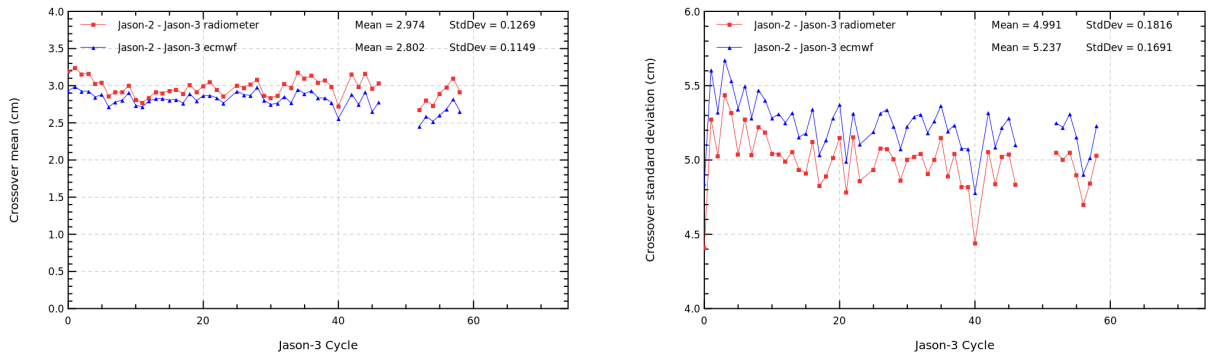 Crossover mean (cm)
4.0
3.5
3.0
2.5
2.0
1.5
1.0
0.5
0.0
Jason-2 - Jason-3 radiometer Mean = 2.974 StdDev = 0.1269
Jason-2 - Jason-3 ecmwf Mean = 2.802 StdDev = 0.1149
0 20 40 60
Jason-3 Cycle
Crossover standard deviation (cm)
6.0
5.5
5.0
4.5
4.0
Jason-2 - Jason-3 radiometer Mean = 4.991 StdDev = 0.1816
Jason-2 - Jason-3 ecmwf Mean = 5.237 StdDev = 0.1691
0 20 40 60
Jason-3 Cycle